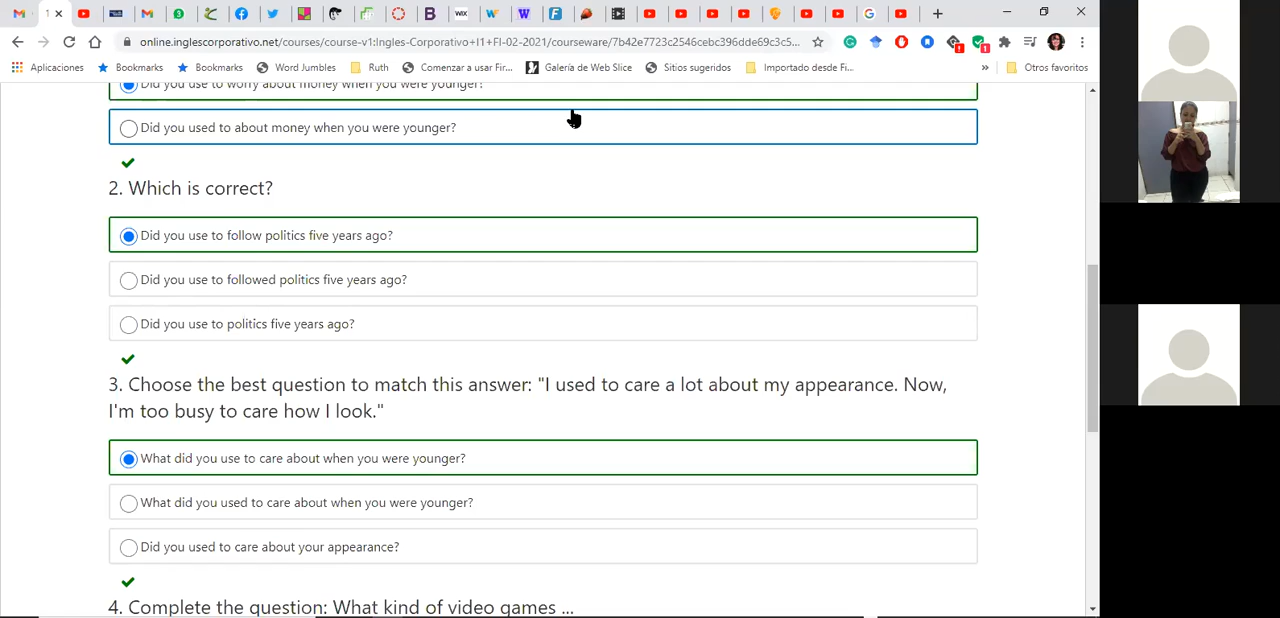 online.inglescorporativo.net/courses/course-v1:Ingles-Corporativo+I1+FI-02-2021/courseware/7b42e7723c2546cebc396dde69c3c5...
Aplicaciones Bookmarks Bookmarks Word Jumbles Ruth Comenzar a usar Fir... Galería de Web Slice Sitios sugeridos Importado desde Fi... » Otros favoritos
Did you use to worry about money when you were younger?
Did you used to about money when you were younger?
2. Which is correct?
Did you use to follow politics five years ago?
Did you use to followed politics five years ago?
Did you use to politics five years ago?
3. Choose the best question to match this answer: "I used to care a lot about my appearance. Now,
I'm too busy to care how I look."
What did you use to care about when you were younger?
What did you used to care about when you were younger?
Did you used to care about your appearance?
4. Complete the question: What kind of video games ...